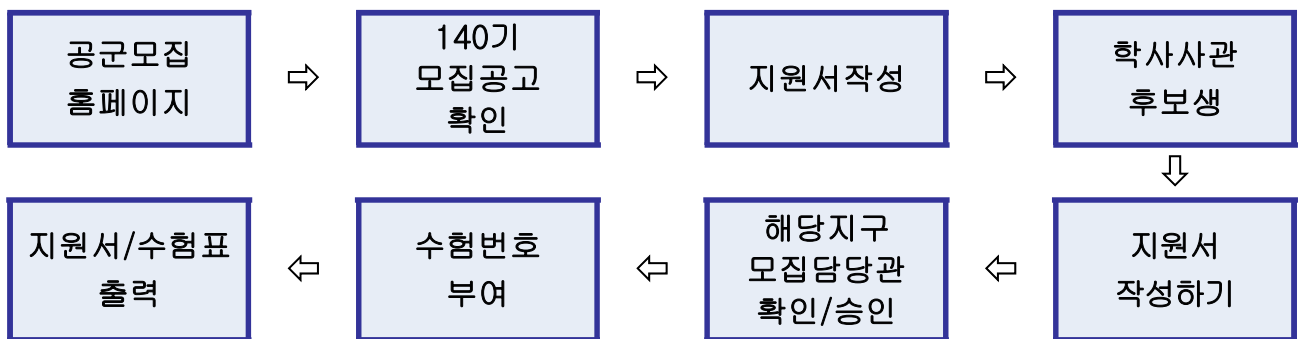 공군모집
홈페이지
140기
모집공고
확인
지원서작성
학사사관
후보생
지원서
작성하기
해당지구
모집담당관
확인/승인
수험번호
부여
지원서/수험표
출력